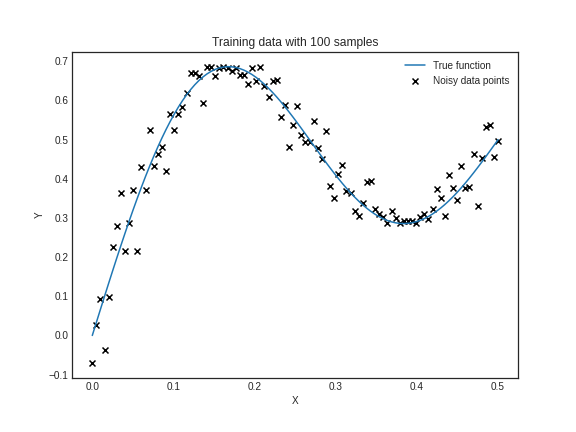 Training data with 100 samples
True function
Noisy data points
0.7
0.6
0.5
0.4
0.3
0.2
0.1
0.0
−0.1
Y
0.0 0.1 0.2 0.3 0.4 0.5
X